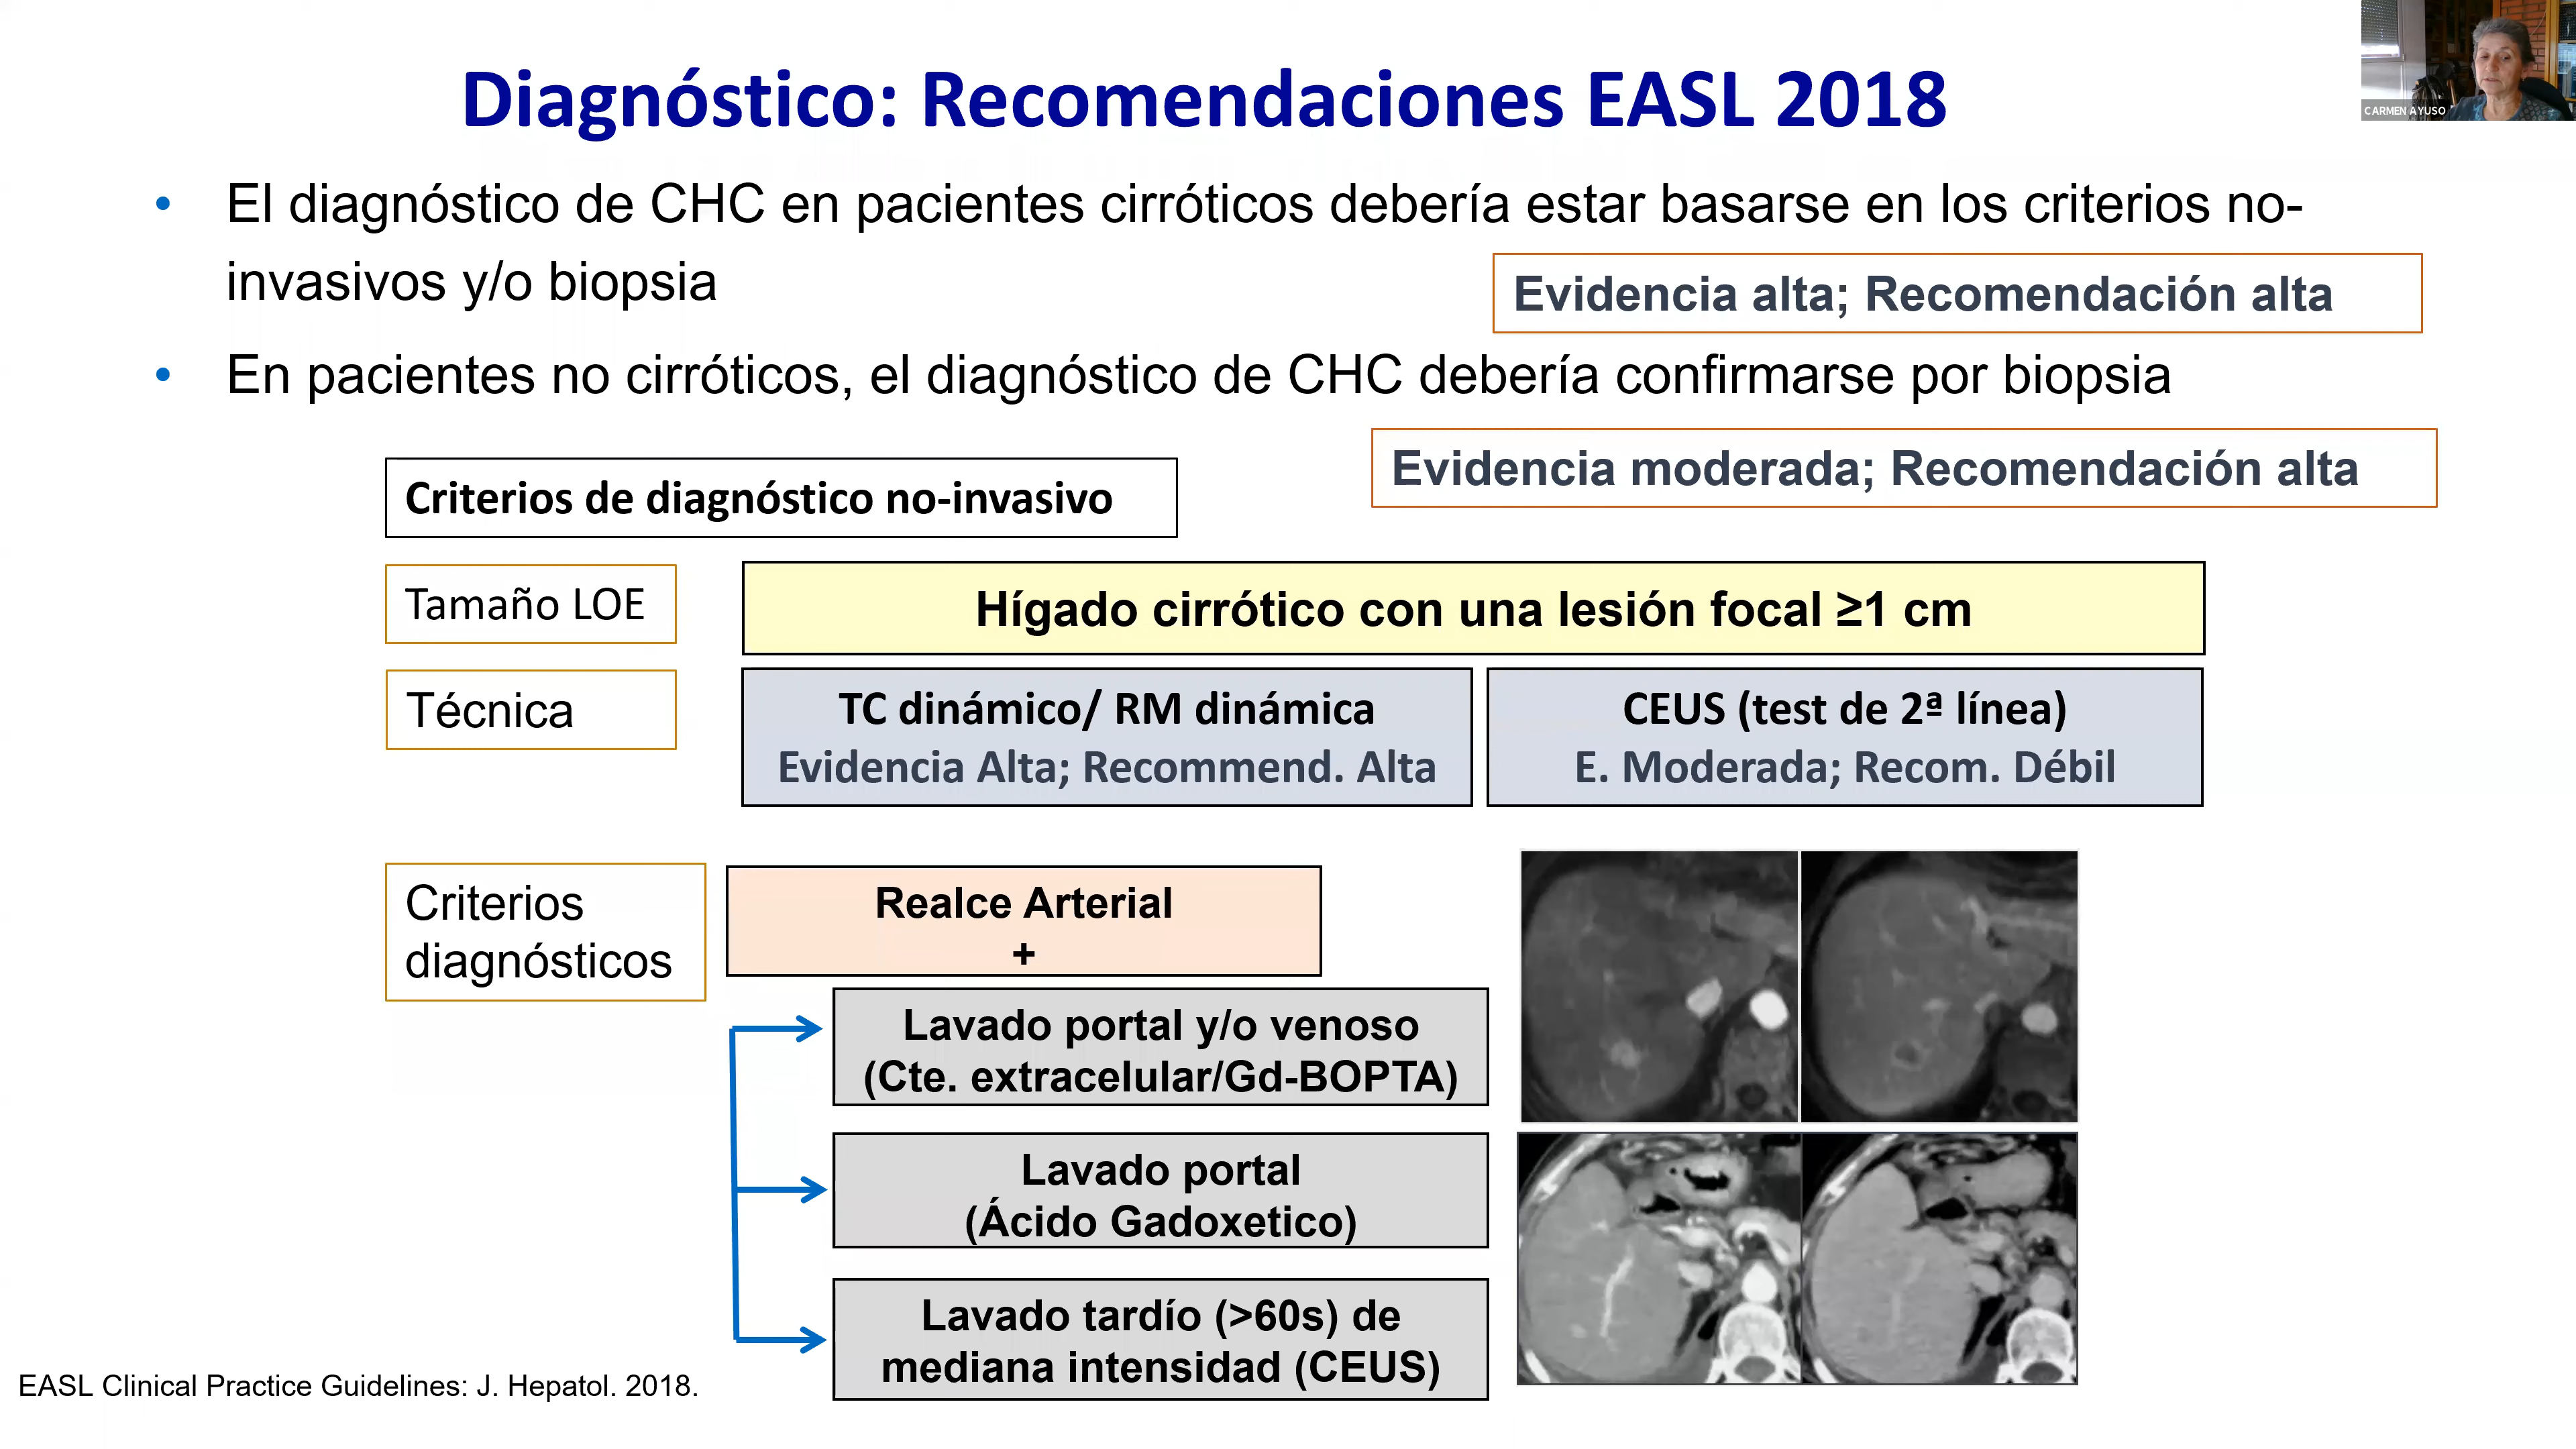 Diagnóstico: Recomendaciones EASL 2018
CARMEN AYUSO
• El diagnóstico de CHC en pacientes cirróticos debería estar basarse en los criterios no-
invasivos y/o biopsia
Evidencia alta; Recomendación alta
• En pacientes no cirróticos, el diagnóstico de CHC debería confirmarse por biopsia
Evidencia moderada; Recomendación alta
Criterios de diagnóstico no-invasivo
Tamaño LOE
Hígado cirrótico con una lesión focal ≥1 cm
Técnica
TC dinámico/ RM dinámica
Evidencia Alta; Recommend. Alta
CEUS (test de 2ª línea)
E. Moderada; Recom. Débil
Criterios
diagnósticos
Realce Arterial
+
Lavado portal y/o venoso
(Cte. extracelular/Gd-BOPTA)
Lavado portal
(Ácido Gadoxetico)
Lavado tardío (>60s) de
mediana intensidad (CEUS)
EASL Clinical Practice Guidelines: J. Hepatol. 2018.